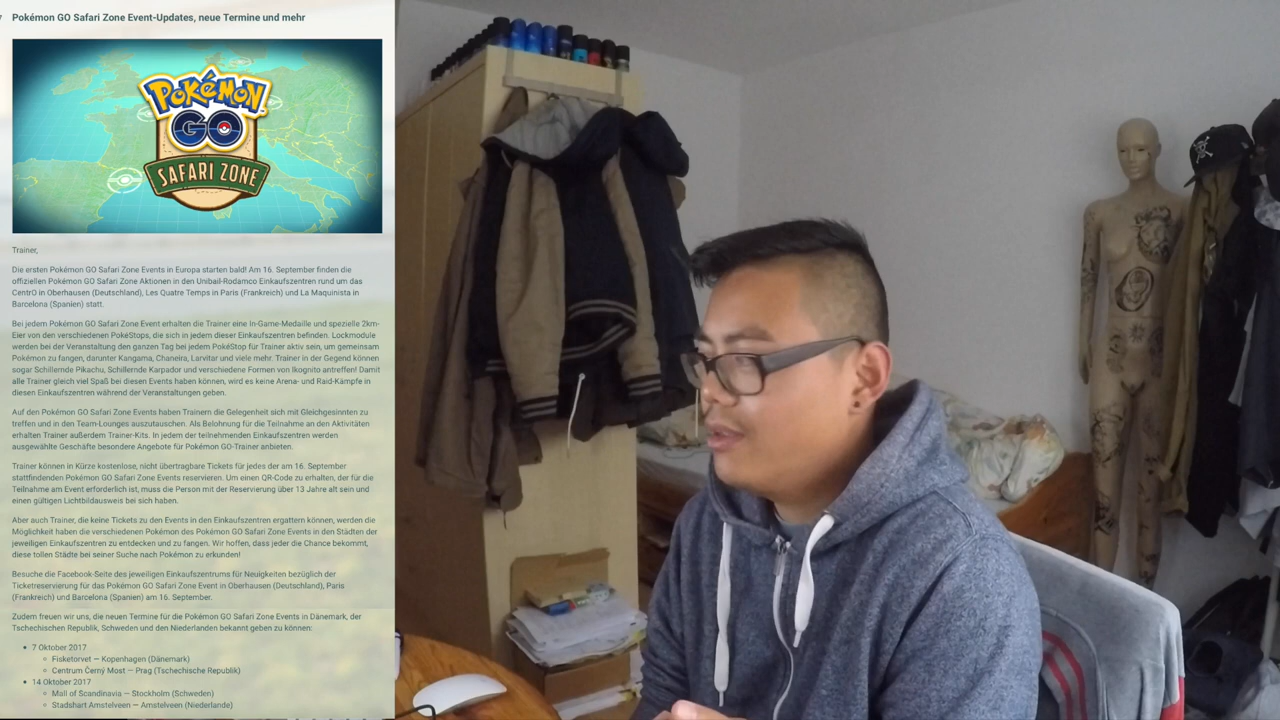 Pokémon GO Safari Zone Event-Updates, neue Termine und mehr
POKÉMON
GO
SAFARI ZONE
Trainer,
Die ersten Pokémon GO Safari Zone Events in Europa starten bald! Am 16. September finden die
offiziellen Pokémon GO Safari Zone Aktionen in den Unibail-Rodamco Einkaufszentren rund um das
CentrO in Oberhausen (Deutschland), Les Quatre Temps in Paris (Frankreich) und La Maquinista in
Barcelona (Spanien) statt.
Bei jedem Pokémon GO Safari Zone Event erhalten die Trainer eine In-Game-Medaille und spezielle 2km-
Eier von den verschiedenen PokéStops, die sich in jedem dieser Einkaufszentren befinden. Lockmodule
werden bei der Veranstaltung den ganzen Tag bei jedem PokéStop für Trainer aktiv sein, um gemeinsam
Pokémon zu fangen, darunter Kangama, Chaneira, Larvitar und viele mehr. Trainer in der Gegend können
sogar Schillernde Pikachu, Schillernde Karpador und verschiedene Formen von Ikognito antreffen! Damit
alle Trainer gleich viel Spaß bei diesen Events haben können, wird es keine Arena- und Raid-Kämpfe in
diesen Einkaufszentren während der Veranstaltungen geben.
Auf den Pokémon GO Safari Zone Events haben Trainern die Gelegenheit sich mit Gleichgesinnten zu
treffen und in den Team-Lounges auszutauschen. Als Belohnung für die Teilnahme an den Aktivitäten
erhalten Trainer außerdem Trainer-Kits. In jedem der teilnehmenden Einkaufszentren werden
ausgewählte Geschäfte besondere Angebote für Pokémon GO-Trainer anbieten.
Trainer können in Kürze kostenlose, nicht übertragbare Tickets für jedes der am 16. September
stattfindenden Pokémon GO Safari Zone Events reservieren. Um einen QR-Code zu erhalten, der für die
Teilnahme am Event erforderlich ist, muss die Person mit der Reservierung über 13 Jahre alt sein und
einen gültigen Lichtbildausweis bei sich haben.
Aber auch Trainer, die keine Tickets zu den Events in den Einkaufszentren ergattern können, werden die
Möglichkeit haben die verschiedenen Pokémon des Pokémon GO Safari Zone Events in den Städten der
jeweiligen Einkaufszentren zu entdecken und zu fangen. Wir hoffen, dass jeder die Chance bekommt,
diese tollen Städte bei seiner Suche nach Pokémon zu erkunden!
Besuche die Facebook-Seite des jeweiligen Einkaufszentrums für Neuigkeiten bezüglich der
Ticketreservierung für das Pokémon GO Safari Zone Event in Oberhausen (Deutschland), Paris
(Frankreich) und Barcelona (Spanien) am 16. September.
Zudem freuen wir uns, die neuen Termine für die Pokémon GO Safari Zone Events in Dänemark, der
Tschechischen Republik, Schweden und den Niederlanden bekannt geben zu können:
7 Oktober 2017
Fisketorvet — Kopenhagen (Dänemark)
Centrum Černý Most — Prag (Tschechische Republik)
14 Oktober 2017
Mall of Scandinavia — Stockholm (Schweden)
Stadshart Amstelveen — Amstelveen (Niederlande)